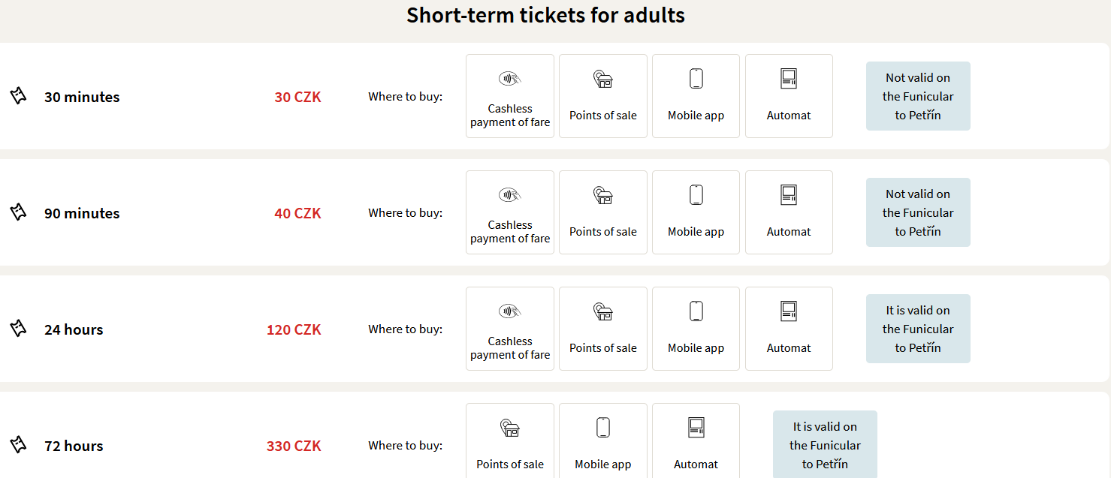 Short-term tickets for adults
30 minutes
30 CZK
Where to buy:
Cashless
payment of fare
Points of sale
Mobile app
Automat
Not valid on
the Funicular
to Petřín
90 minutes
40 CZK
Where to buy:
Cashless
payment of fare
Points of sale
Mobile app
Automat
Not valid on
the Funicular
to Petřín
24 hours
120 CZK
Where to buy:
Cashless
payment of fare
Points of sale
Mobile app
Automat
It is valid on
the Funicular
to Petřín
72 hours
330 CZK
Where to buy:
Points of sale
Mobile app
Automat
It is valid on
the Funicular
to Petřín